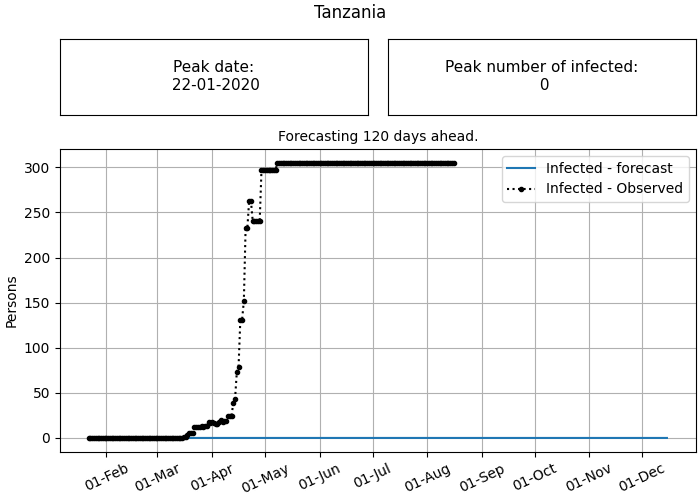 Tanzania
Peak date:
22-01-2020
Peak number of infected:
0
Forecasting 120 days ahead.
Infected - forecast
Infected - Observed
Persons
300
250
200
150
100
50
0
01-Feb
01-Mar
01-Apr
01-May
01-Jun
01-Jul
01-Aug
01-Sep
01-Oct
01-Nov
01-Dec